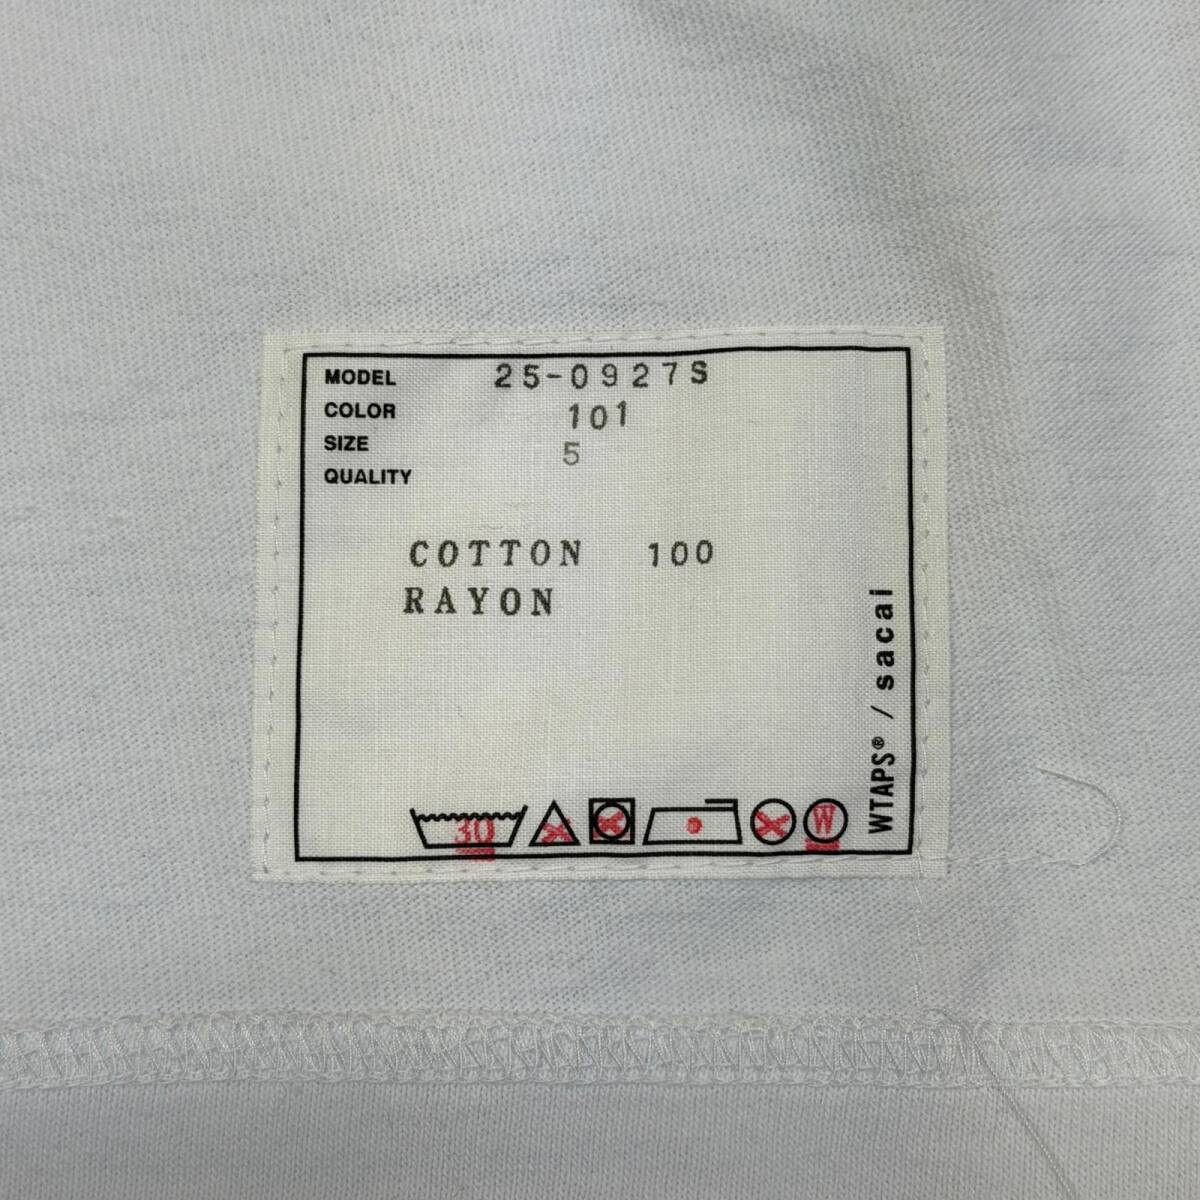 MODEL 25-0927S
COLOR 101
SIZE 5
QUALITY
COTTON 100
RAYON
WTAPS® / sacai
30
W